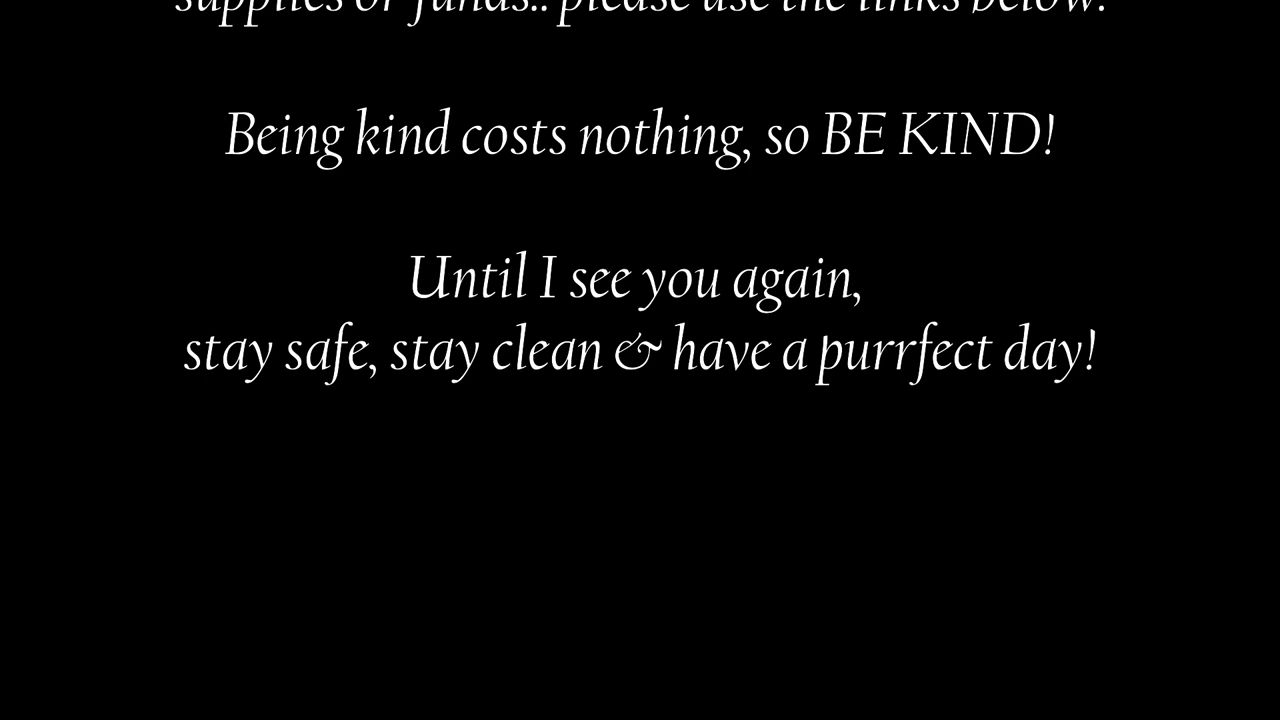 supplies or funds.. please use the links below.
Being kind costs nothing, so BE KIND!
Until I see you again,
stay safe, stay clean & have a purrfect day!